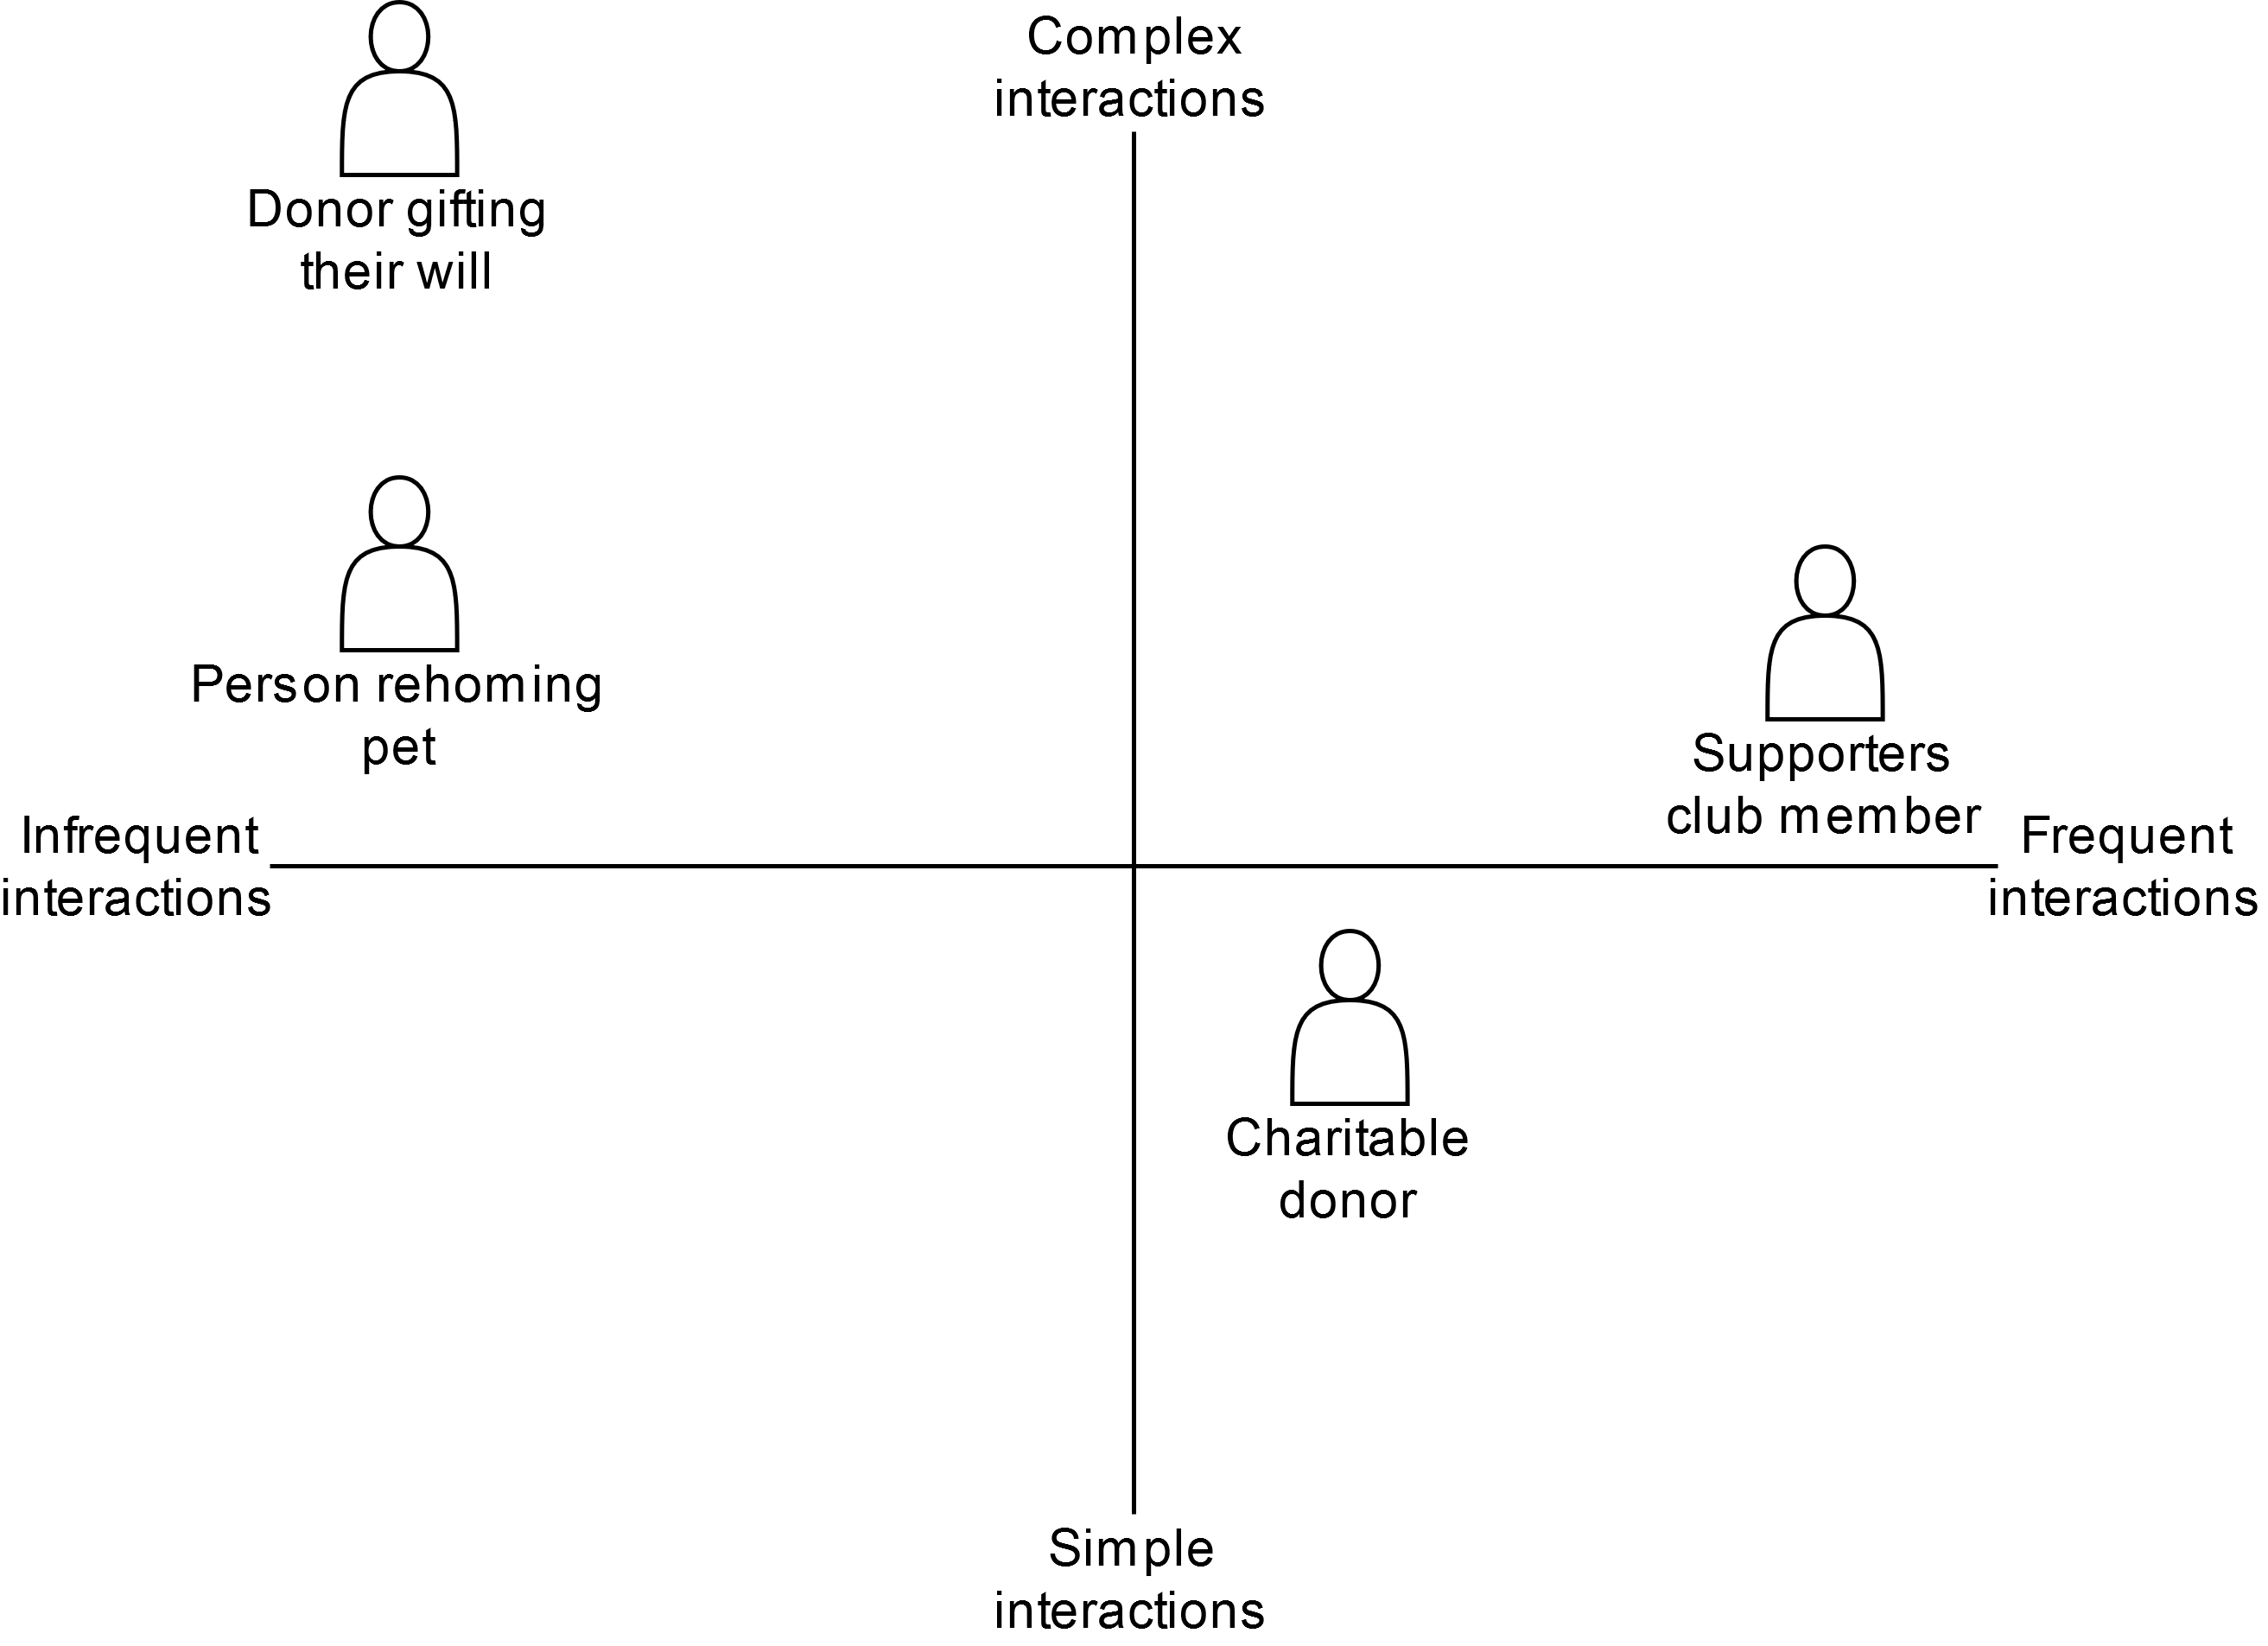 Complex
interactions
Donor gifting
their will
Person rehoming
pet
Supporters
club member
Infrequent
interactions
Frequent
interactions
Charitable
donor
Simple
interactions